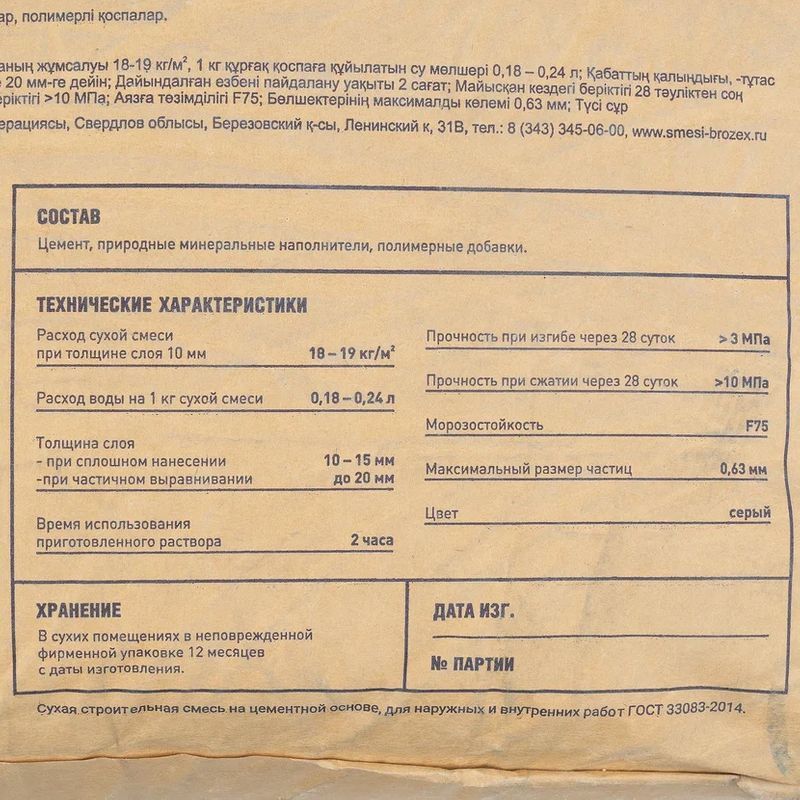 ар, полимерлі қоспалар.
аның жұмсалуы 18-19 кг/м², 1 кг құрғақ қоспаға құйылатын су мөлшері 0,18 – 0,24 л; Қабаттың қалыңдығы, -тұтас
20 мм-ге дейін; Дайындалған езбені пайдалану уақыты 2 сағат; Майысқан кездегі беріктігі 28 тәуліктен соң
еріктігі >10 МПа; Аязға төзімділігі F75; Бөлшектерінің максималды көлемі 0,63 мм; Түсі сұр
ерациясы, Свердлов облысы, Березовский қ-сы, Ленинский к, 31В, тел.: 8 (343) 345-06-00, www.smesi-brozex.ru
СОСТАВ
Цемент, природные минеральные наполнители, полимерные добавки.
ТЕХНИЧЕСКИЕ ХАРАКТЕРИСТИКИ
Расход сухой смеси
при толщине слоя 10 мм 18 – 19 кг/м²
Расход воды на 1 кг сухой смеси 0,18 – 0,24 л
Толщина слоя
- при сплошном нанесении 10 – 15 мм
-при частичном выравнивании до 20 мм
Время использования
приготовленного раствора 2 часа
Прочность при изгибе через 28 суток > 3 МПа
Прочность при сжатии через 28 суток >10 МПа
Морозостойкость F75
Максимальный размер частиц 0,63 мм
Цвет серый
ХРАНЕНИЕ
В сухих помещениях в неповрежденной
фирменной упаковке 12 месяцев
с даты изготовления.
ДАТА ИЗГ.
№ ПАРТИИ
Сухая строительная смесь на цементной основе, для наружных и внутренних работ ГОСТ 33083-2014.